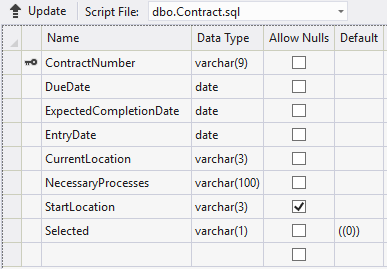 Update Script File: dbo.Contract.sql
Name Data Type Allow Nulls Default
ContractNumber varchar(9)
DueDate date
ExpectedCompletionDate date
EntryDate date
CurrentLocation varchar(3)
NecessaryProcesses varchar(100)
StartLocation varchar(3)
Selected varchar(1) ((0))